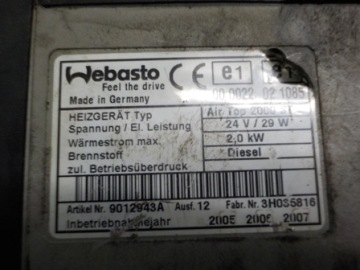 Webasto CE e1
Feel the drive
Made in Germany 00 0022 02 1085
HEIZGERÄT Typ Air Top 2000
Spannung / El. Leistung 24 V / 29 W
Wärmestrom max. 2,0 kW
Brennstoff Diesel
zul. Betriebsüberdruck
Artikel Nr. 9012943A Ausf. 12 Fabr. Nr. 3H0S5816
Inbetriebnahmejahr 2005 2006 2007